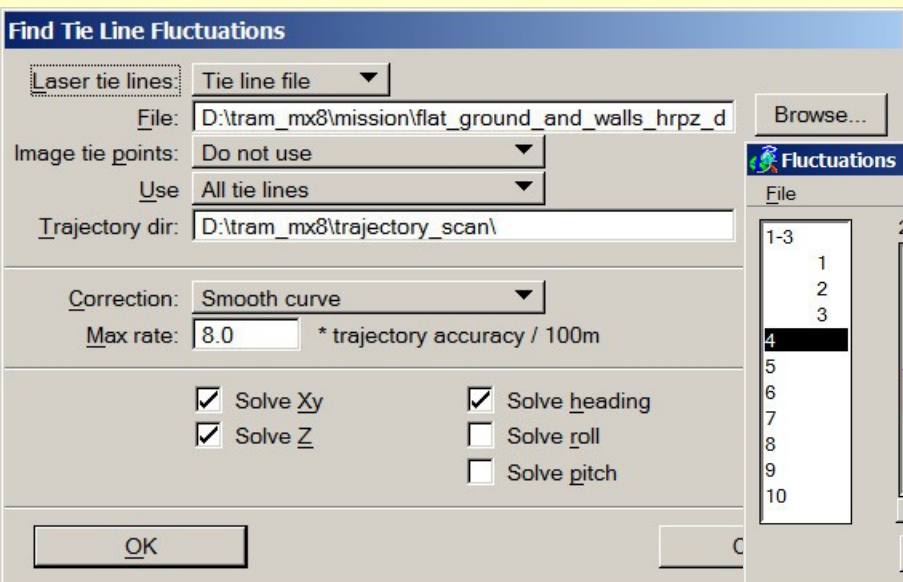 Find Tie Line Fluctuations
Laser tie lines: Tie line file
File: D:\tram_mx8\mission\flat_ground_and_walls_hrpz_d Browse...
Image tie points: Do not use
Use All tie lines
Trajectory dir: D:\tram_mx8\trajectory_scan\
Correction: Smooth curve
Max rate: 8.0 * trajectory accuracy / 100m
Solve Xy Solve heading
Solve Z Solve roll
Solve pitch
OK
Fluctuations
File
1-3
1
2
3
4
5
6
7
8
9
10